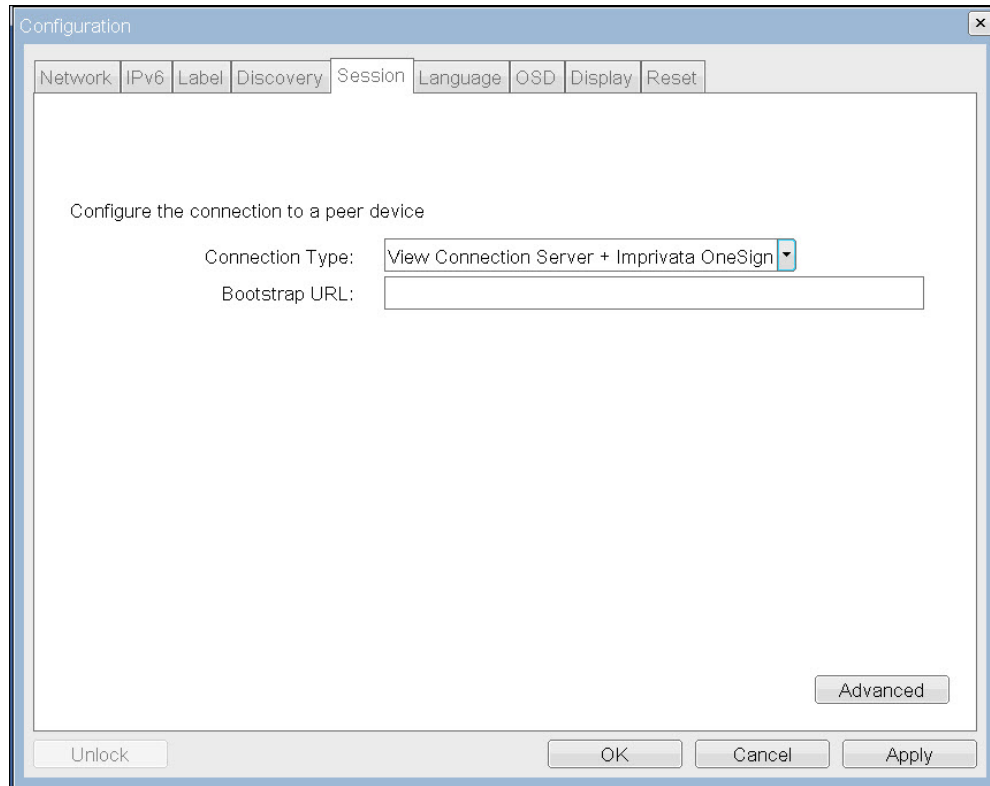 Configuration
Network IPv6 Label Discovery Session Language OSD Display Reset
Configure the connection to a peer device
Connection Type: View Connection Server + Imprivata OneSign
Bootstrap URL:
Advanced
Unlock OK Cancel Apply